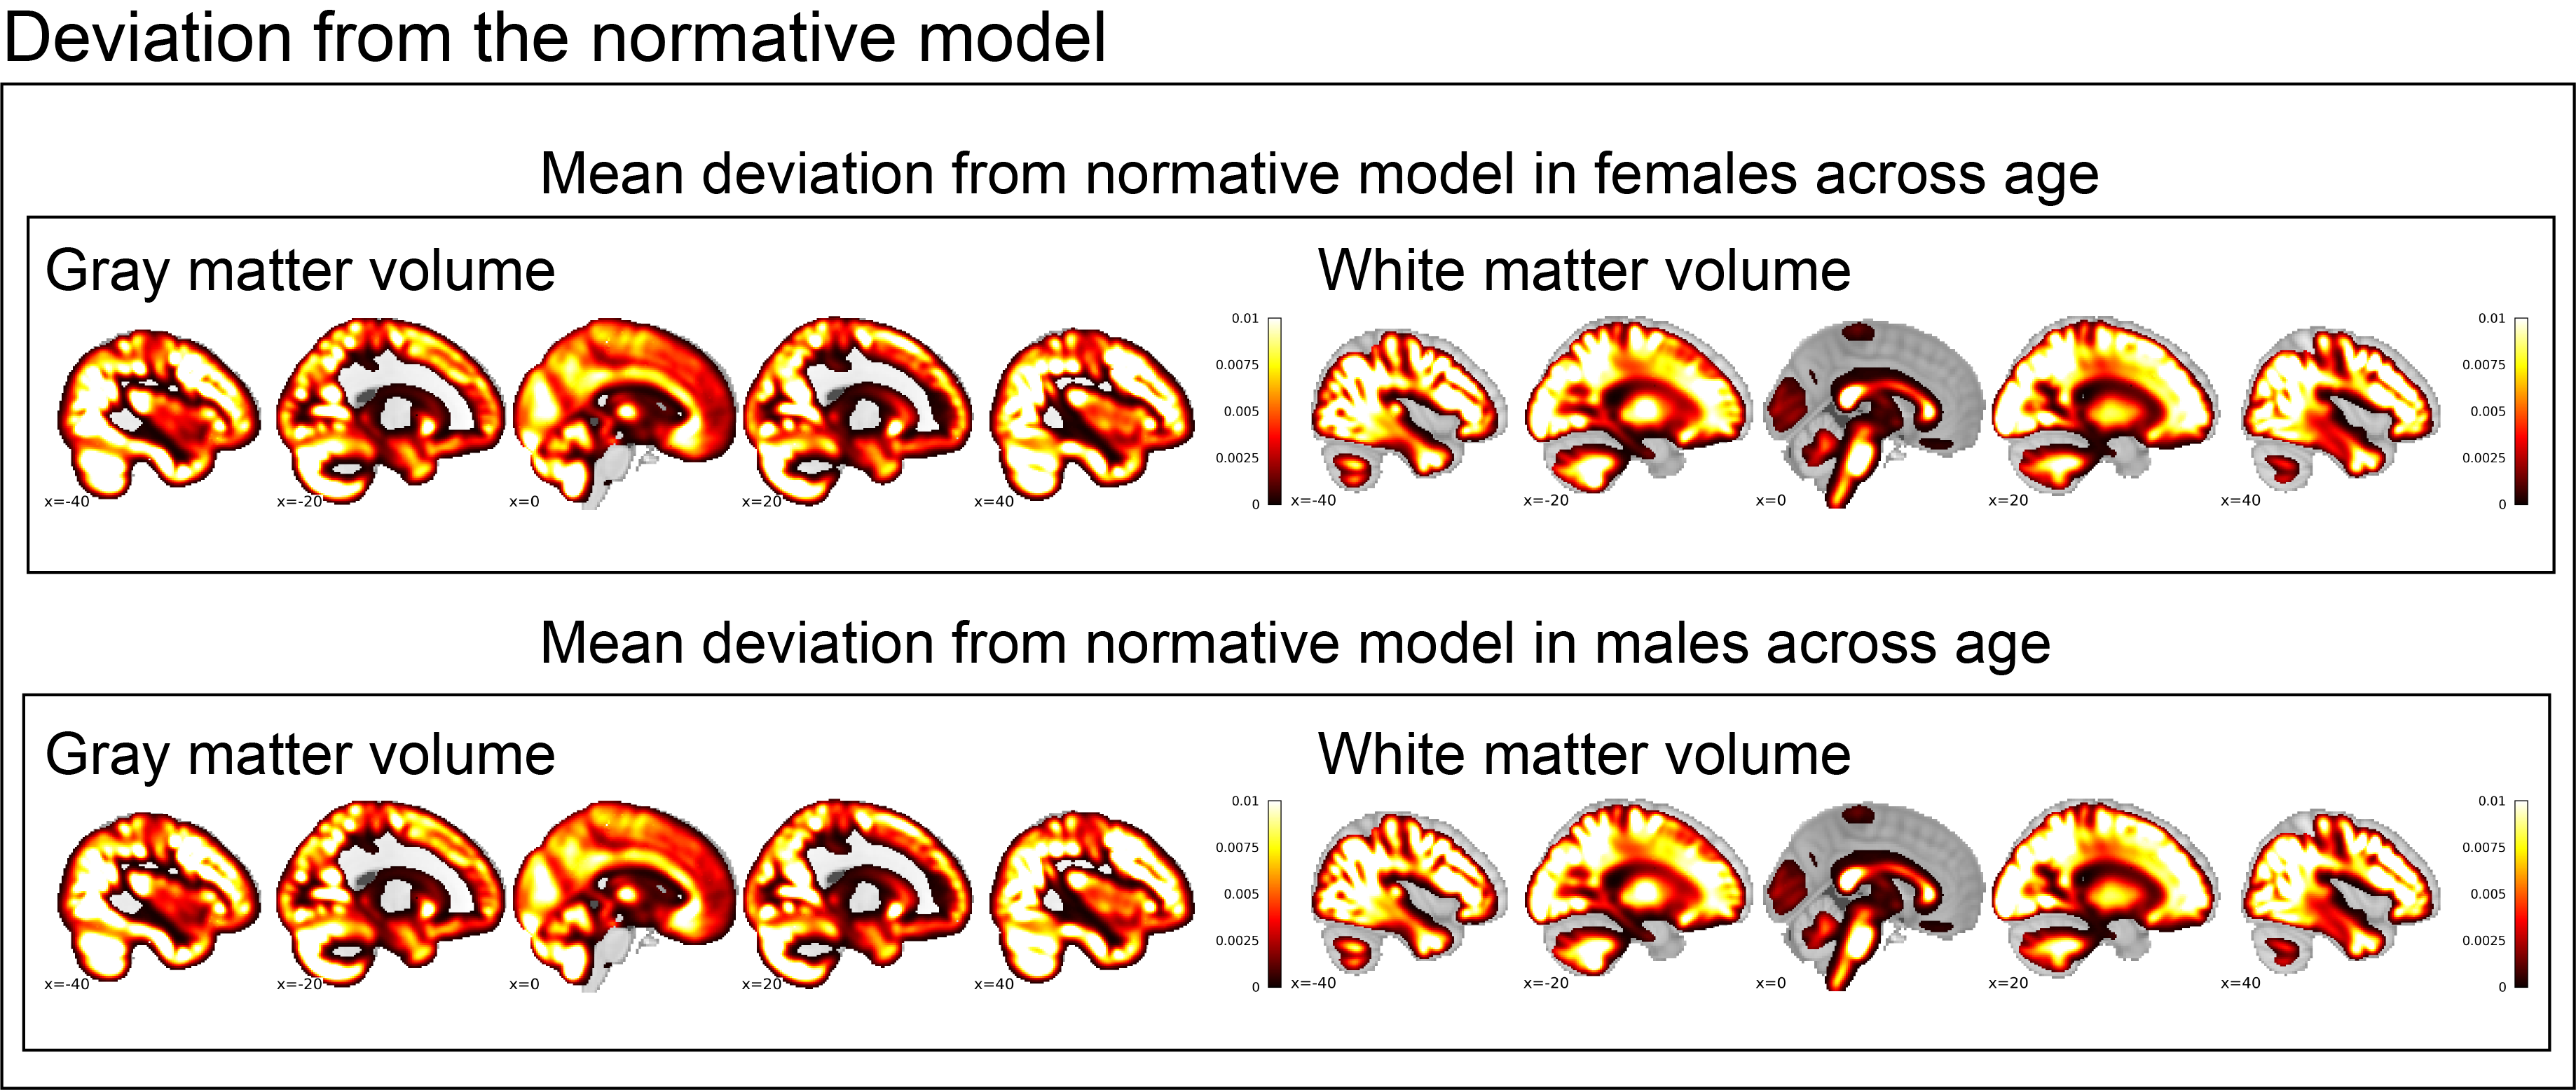 Deviation from the normative model
Mean deviation from normative model in females across age
Gray matter volume
White matter volume
0.01
0.0075
0.005
0.0025
0
x=-40
x=-20
x=0
x=20
x=40
0.01
0.0075
0.005
0.0025
0
x=-40
x=-20
x=0
x=20
x=40
Mean deviation from normative model in males across age
Gray matter volume
White matter volume
0.01
0.0075
0.005
0.0025
0
x=-40
x=-20
x=0
x=20
x=40
0.01
0.0075
0.005
0.0025
0
x=-40
x=-20
x=0
x=20
x=40